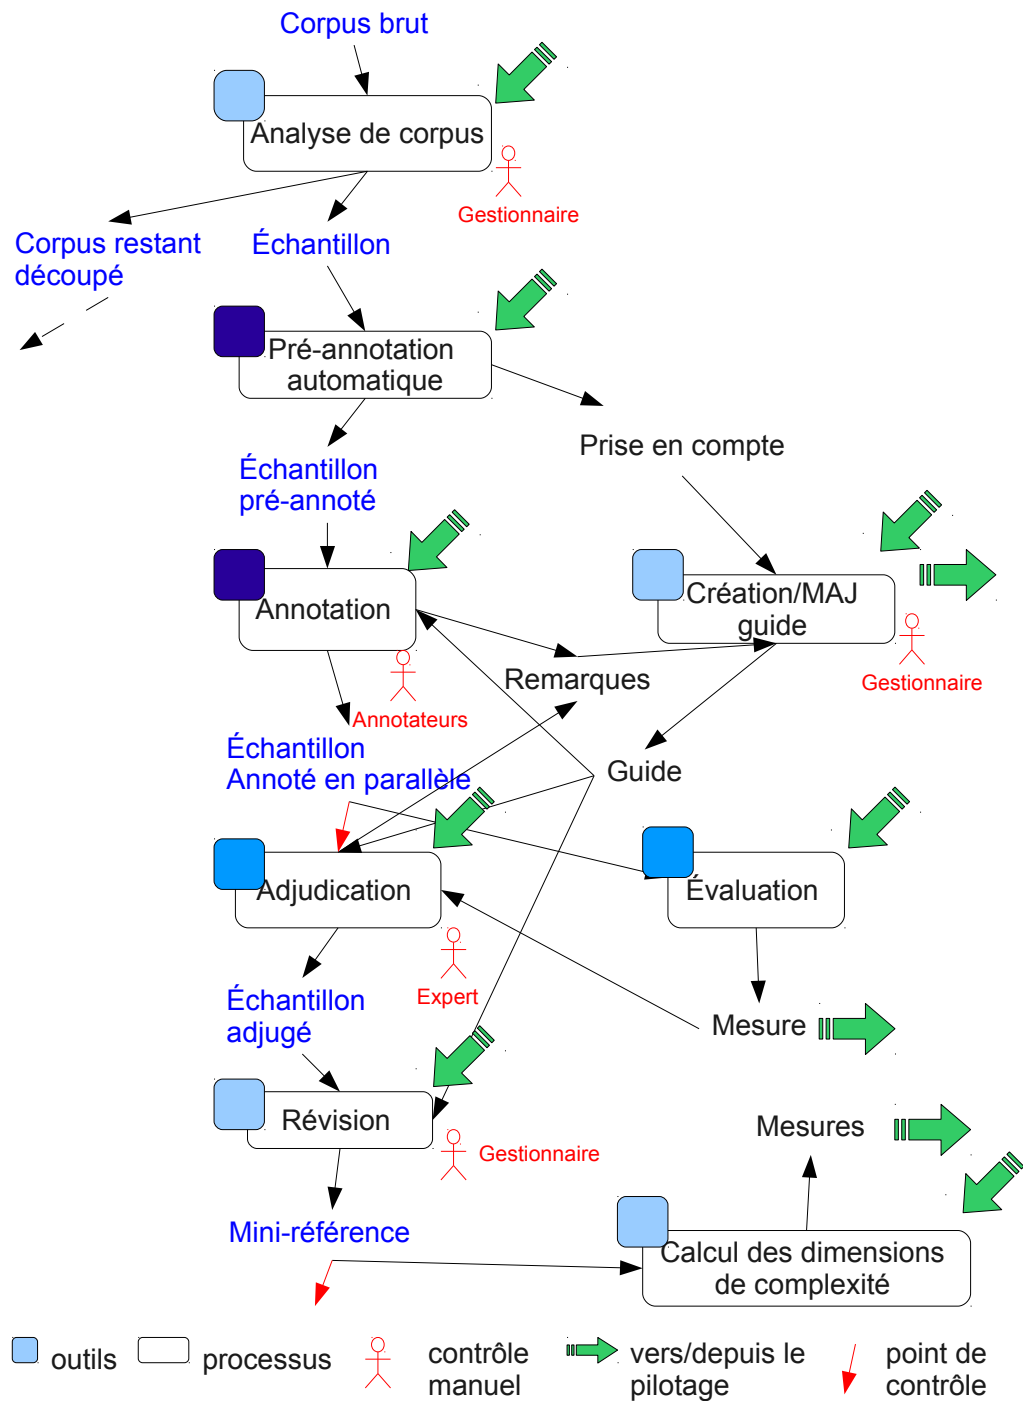 Corpus brut
Analyse de corpus
Gestionnaire
Corpus restant
découpé
Échantillon
Pré-annotation
automatique
Prise en compte
Échantillon
pré-annoté
Annotation
Création/MAJ
guide
Remarques
Gestionnaire
Annotateurs
Échantillon
Annoté en parallèle
Guide
Adjudication
Évaluation
Expert
Échantillon
adjugé
Mesure
Révision
Gestionnaire
Mesures
Mini-référence
Calcul des dimensions
de complexité
outils
processus
contrôle
manuel
vers/depuis le
pilotage
point de
contrôle